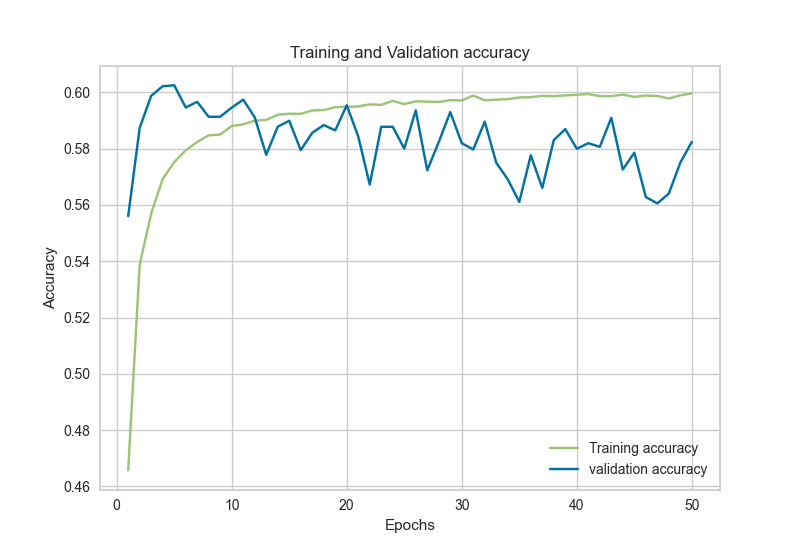 Training and Validation accuracy
0.60
0.58
0.56
0.54
0.52
0.50
0.48
0.46
Accuracy
Training accuracy
validation accuracy
0 10 20 30 40 50
Epochs